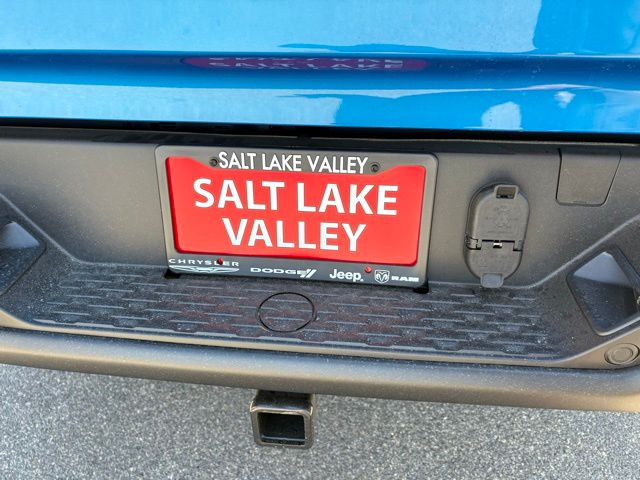 SALT LAKE VALLEY
SALT LAKE
VALLEY
CHRYSLER DODGE Jeep RAM